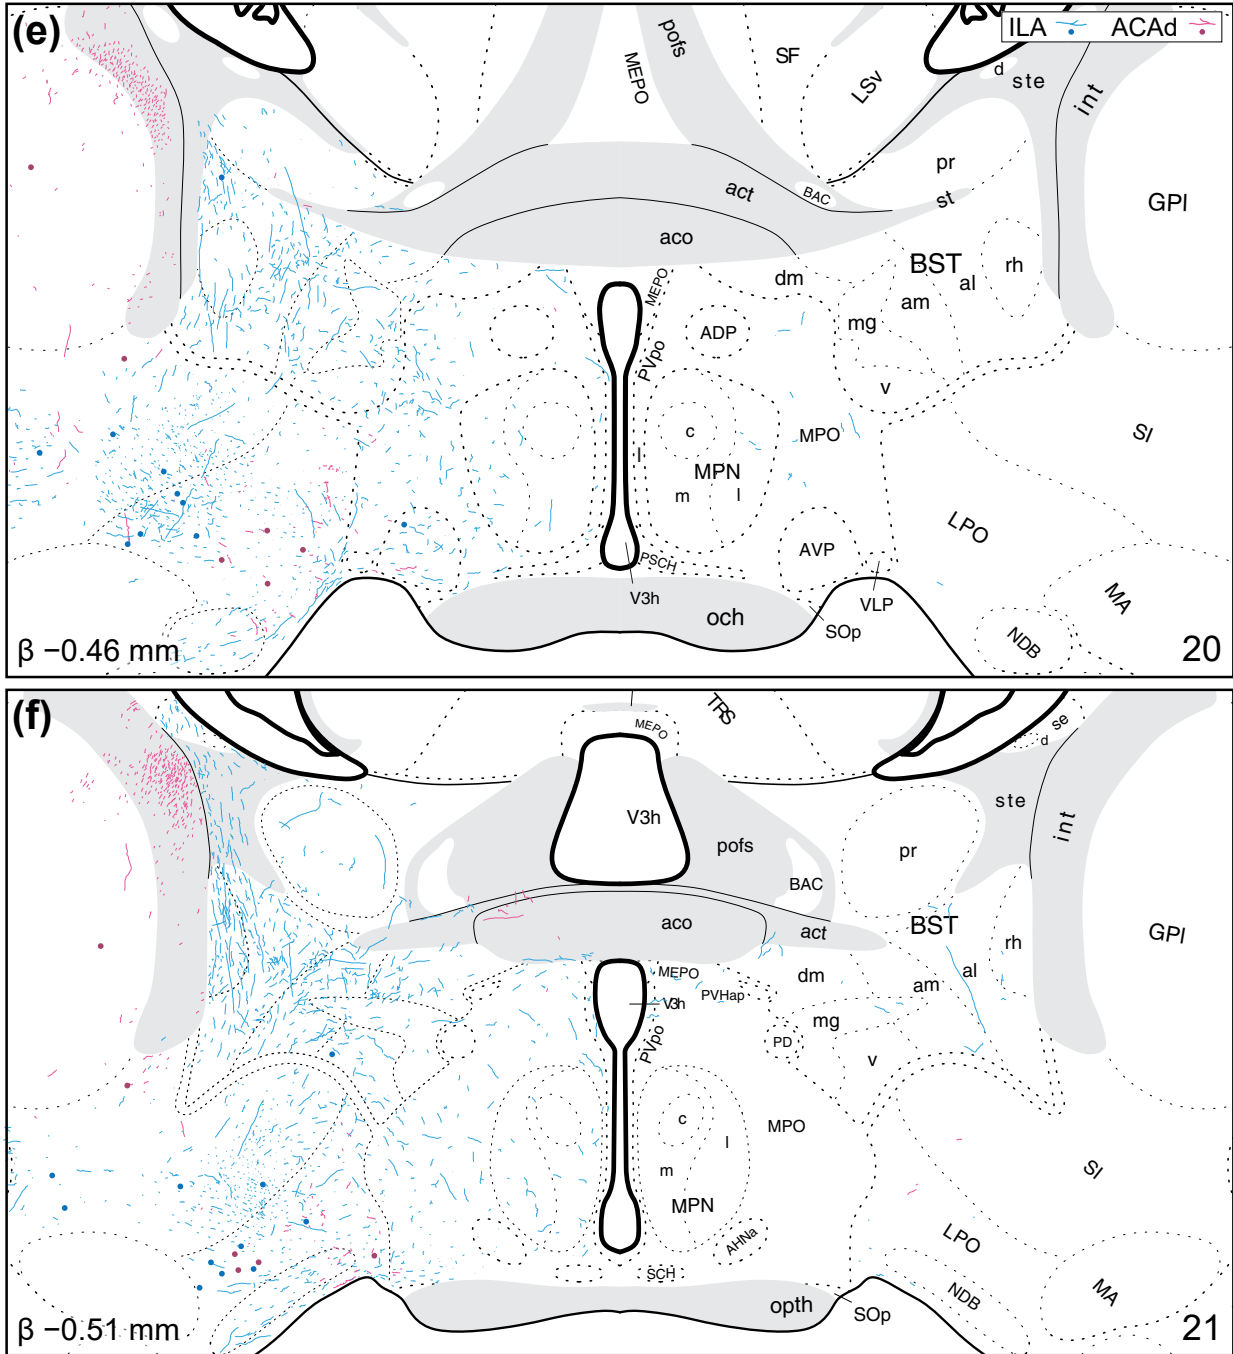 (e)
ILA ACAd
MEPO
pofs
SF
LSv
d
ste
int
pr
act
BAC
st
GPl
aco
MEPO
dm
BST
al
rh
am
ADP
mg
PVpo
v
c
MPO
SI
l
MPN
m
l
LPO
AVP
PSCH
MA
V3h
VLP
och
SOp
NDB
β −0.46 mm
20
(f)
TRS
MEPO
se
d
V3h
ste
int
pofs
pr
BAC
aco
act
BST
GPl
rh
MEPO
dm
al
PVHap
am
V3h
mg
PVpo
PD
v
c
MPO
l
m
SI
MPN
AHNa
LPO
SCH
NDB
MA
opth
SOp
β −0.51 mm
21